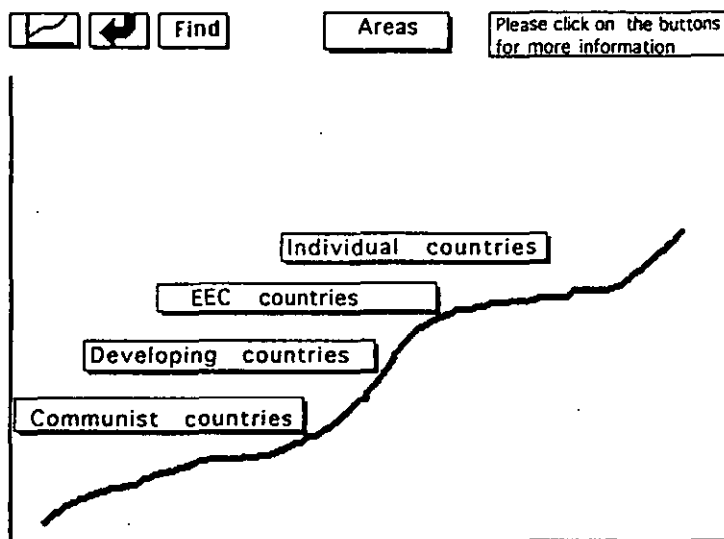 Find
Areas
Please click on the buttons
for more information
Individual countries
EEC countries
Developing countries
Communist countries